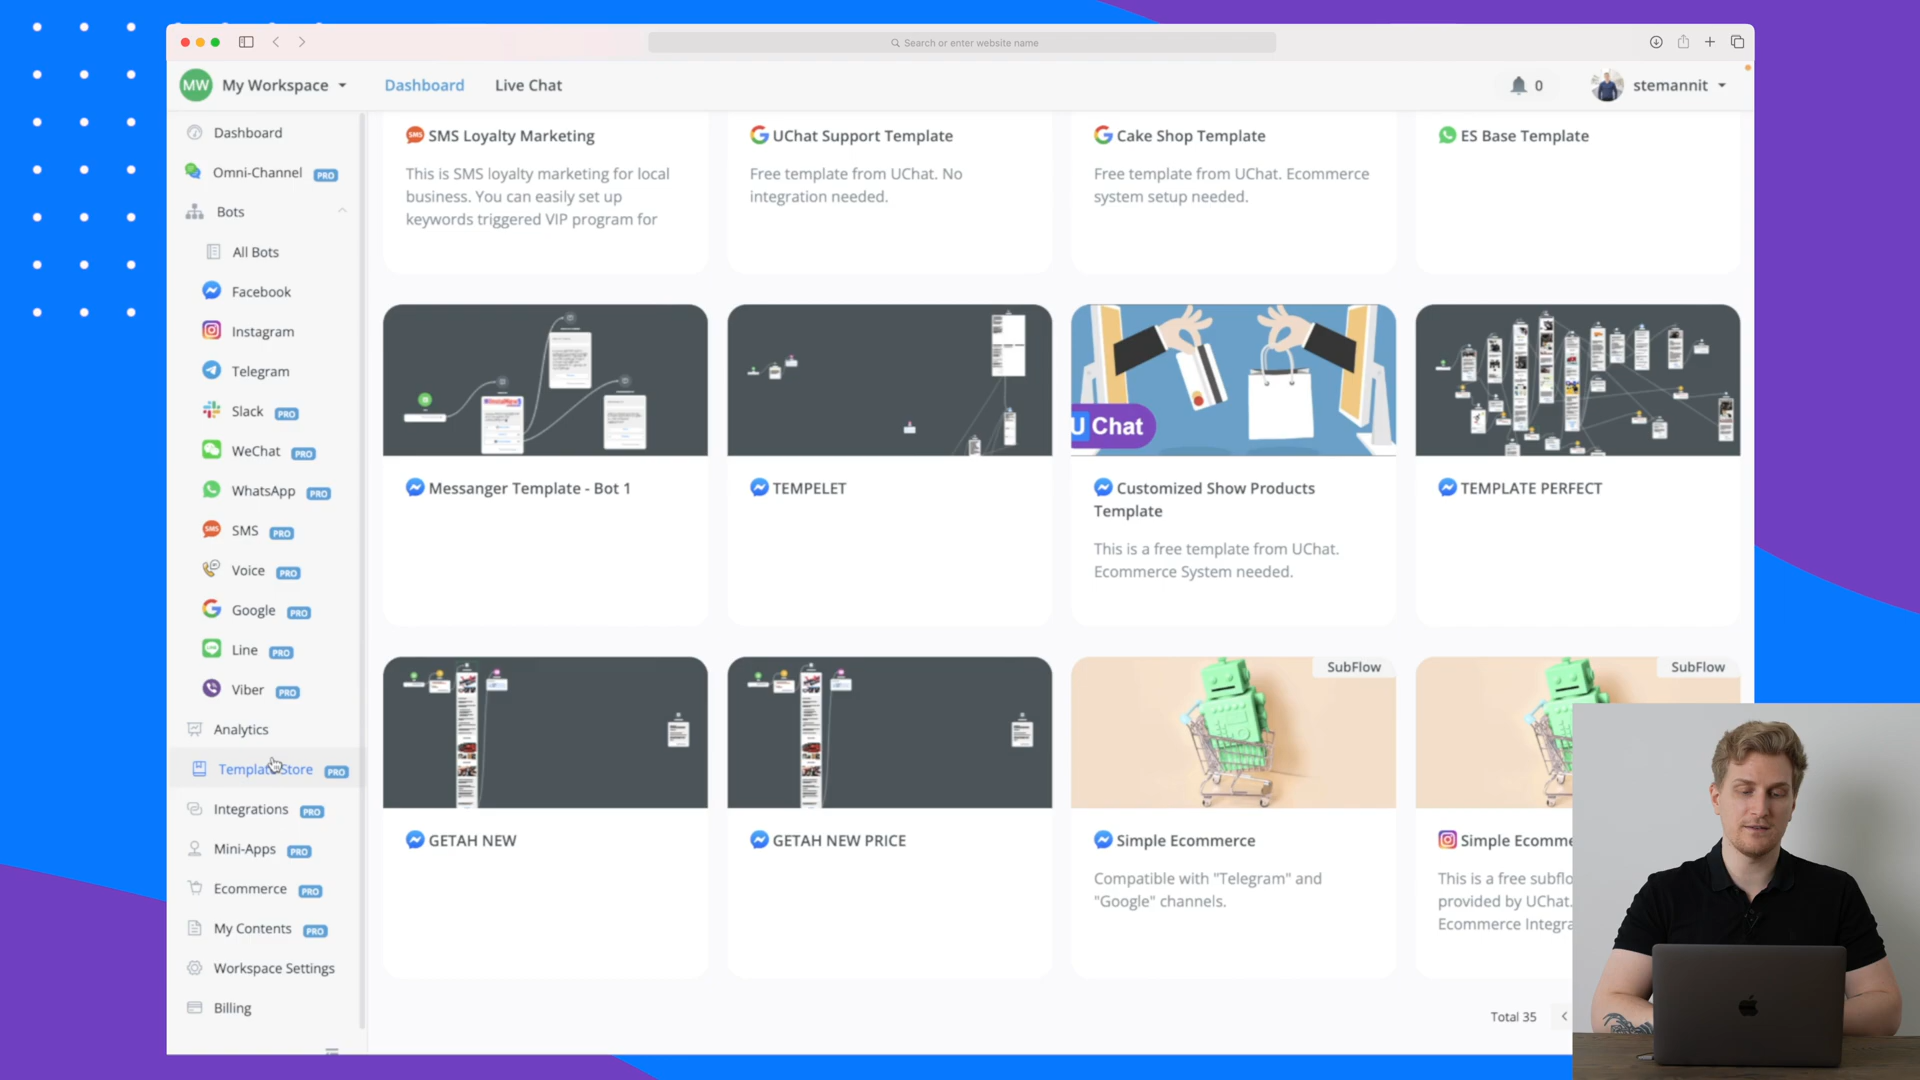 Search or enter website name
MW My Workspace
Dashboard
Live Chat
0
stemannit
Dashboard
Omni-Channel PRO
Bots
All Bots
Facebook
Instagram
Telegram
Slack PRO
WeChat PRO
WhatsApp PRO
SMS SMS PRO
Voice PRO
Google PRO
Line PRO
Viber PRO
Analytics
Template Store PRO
Integrations PRO
Mini-Apps PRO
Ecommerce PRO
My Contents PRO
Workspace Settings
Billing
SMS SMS Loyalty Marketing
This is SMS loyalty marketing for local
business. You can easily set up
keywords triggered VIP program for
UChat Support Template
Free template from UChat. No
integration needed.
Cake Shop Template
Free template from UChat. Ecommerce
system setup needed.
ES Base Template
Messanger Template - Bot 1
TEMPELET
U Chat
Customized Show Products
Template
This is a free template from UChat.
Ecommerce System needed.
TEMPLATE PERFECT
GETAH NEW
GETAH NEW PRICE
SubFlow
Simple Ecommerce
Compatible with "Telegram" and
"Google" channels.
SubFlow
Simple Ecomme
This is a free subflo
provided by UChat.
Ecommerce Integra
Total 35